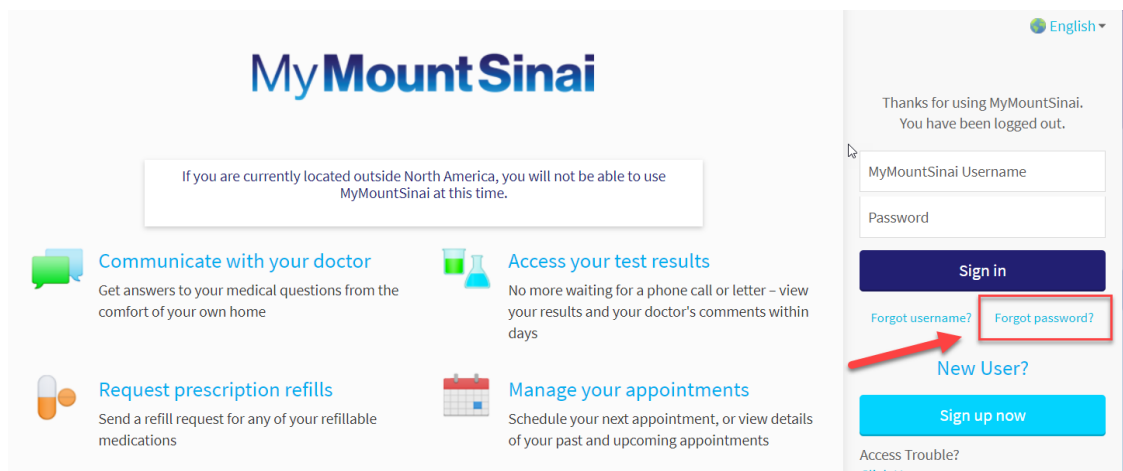 English
MyMountSinai
Thanks for using MyMountSinai.
You have been logged out.
If you are currently located outside North America, you will not be able to use
MyMountSinai at this time.
MyMountSinai Username
Password
Sign in
Forgot username? Forgot password?
Communicate with your doctor
Get answers to your medical questions from the
comfort of your own home
Access your test results
No more waiting for a phone call or letter – view
your results and your doctor's comments within
days
Request prescription refills
Send a refill request for any of your refillable
medications
Manage your appointments
Schedule your next appointment, or view details
of your past and upcoming appointments
New User?
Sign up now
Access Trouble?